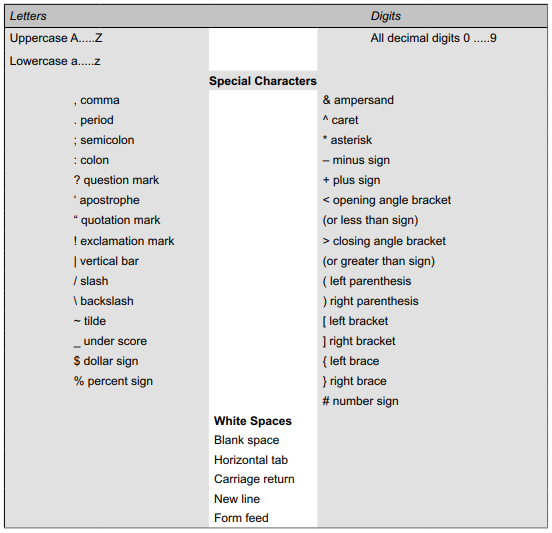 Letters Digits
Uppercase A.....Z All decimal digits 0 .....9
Lowercase a.....z
Special Characters
, comma & ampersand
. period ^ caret
; semicolon * asterisk
: colon – minus sign
? question mark + plus sign
‘ apostrophe < opening angle bracket
“ quotation mark (or less than sign)
! exclamation mark > closing angle bracket
| vertical bar (or greater than sign)
/ slash ( left parenthesis
\ backslash ) right parenthesis
~ tilde [ left bracket
_ under score ] right bracket
$ dollar sign { left brace
% percent sign } right brace
# number sign
White Spaces
Blank space
Horizontal tab
Carriage return
New line
Form feed